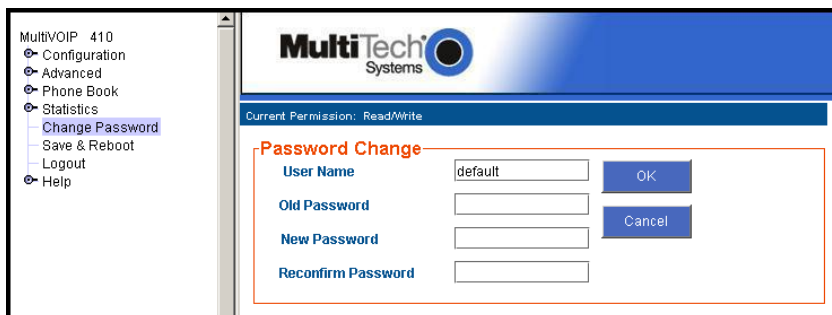 MultiVOIP 410
Configuration
Advanced
Phone Book
Statistics
Change Password
Save & Reboot
Logout
Help
MultiTech
Systems
Current Permission: Read/Write
Password Change
User Name default OK
Old Password
Cancel
New Password
Reconfirm Password